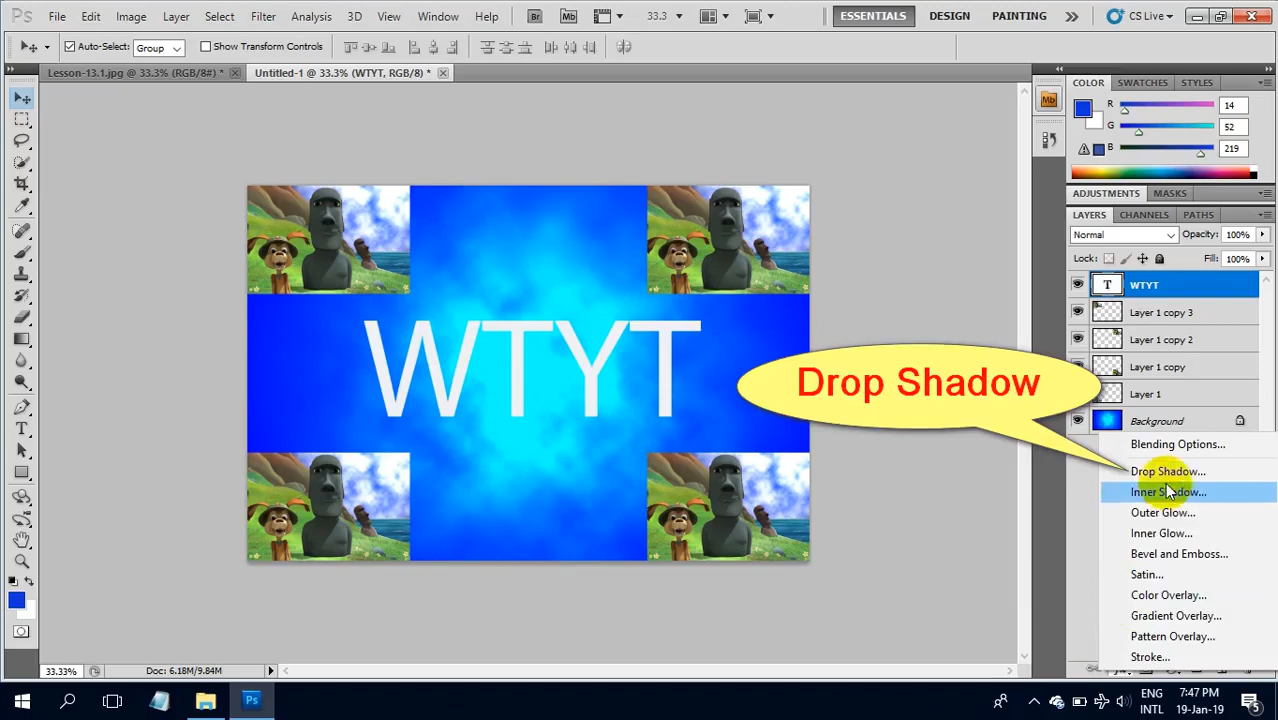 Ps File Edit Image Layer Select Filter Analysis 3D View Window Help Br Mb 33.3 ESSENTIALS DESIGN PAINTING CS Live
Auto-Select: Group Show Transform Controls
Lesson-13.1.jpg @ 33.3% (RGB/8#) * Untitled-1 @ 33.3% (WTYT, RGB/8) *
COLOR SWATCHES STYLES
Mb
R 14
G 52
B 219
ADJUSTMENTS MASKS
LAYERS CHANNELS PATHS
Normal Opacity: 100%
Lock: Fill: 100%
T WTYT
Layer 1 copy 3
Layer 1 copy 2
Layer 1 copy
Layer 1
Background
WTYT
Drop Shadow
Blending Options...
Drop Shadow...
Inner Shadow...
Outer Glow...
Inner Glow...
Bevel and Emboss...
Satin...
Color Overlay...
Gradient Overlay...
Pattern Overlay...
Stroke...
33.33% Doc: 6.18M/9.84M
Ps ENG 7:47 PM
INTL 19-Jan-19 5